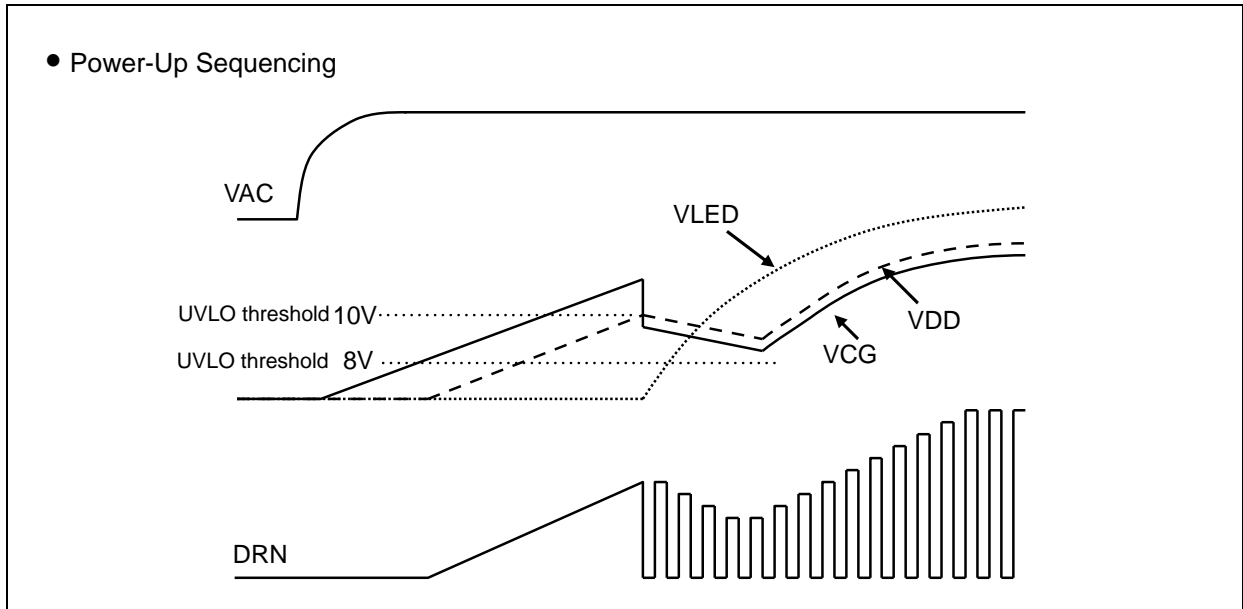 ● Power-Up Sequencing
VAC
VLED
UVLO threshold 10V
VDD
UVLO threshold 8V
VCG
DRN